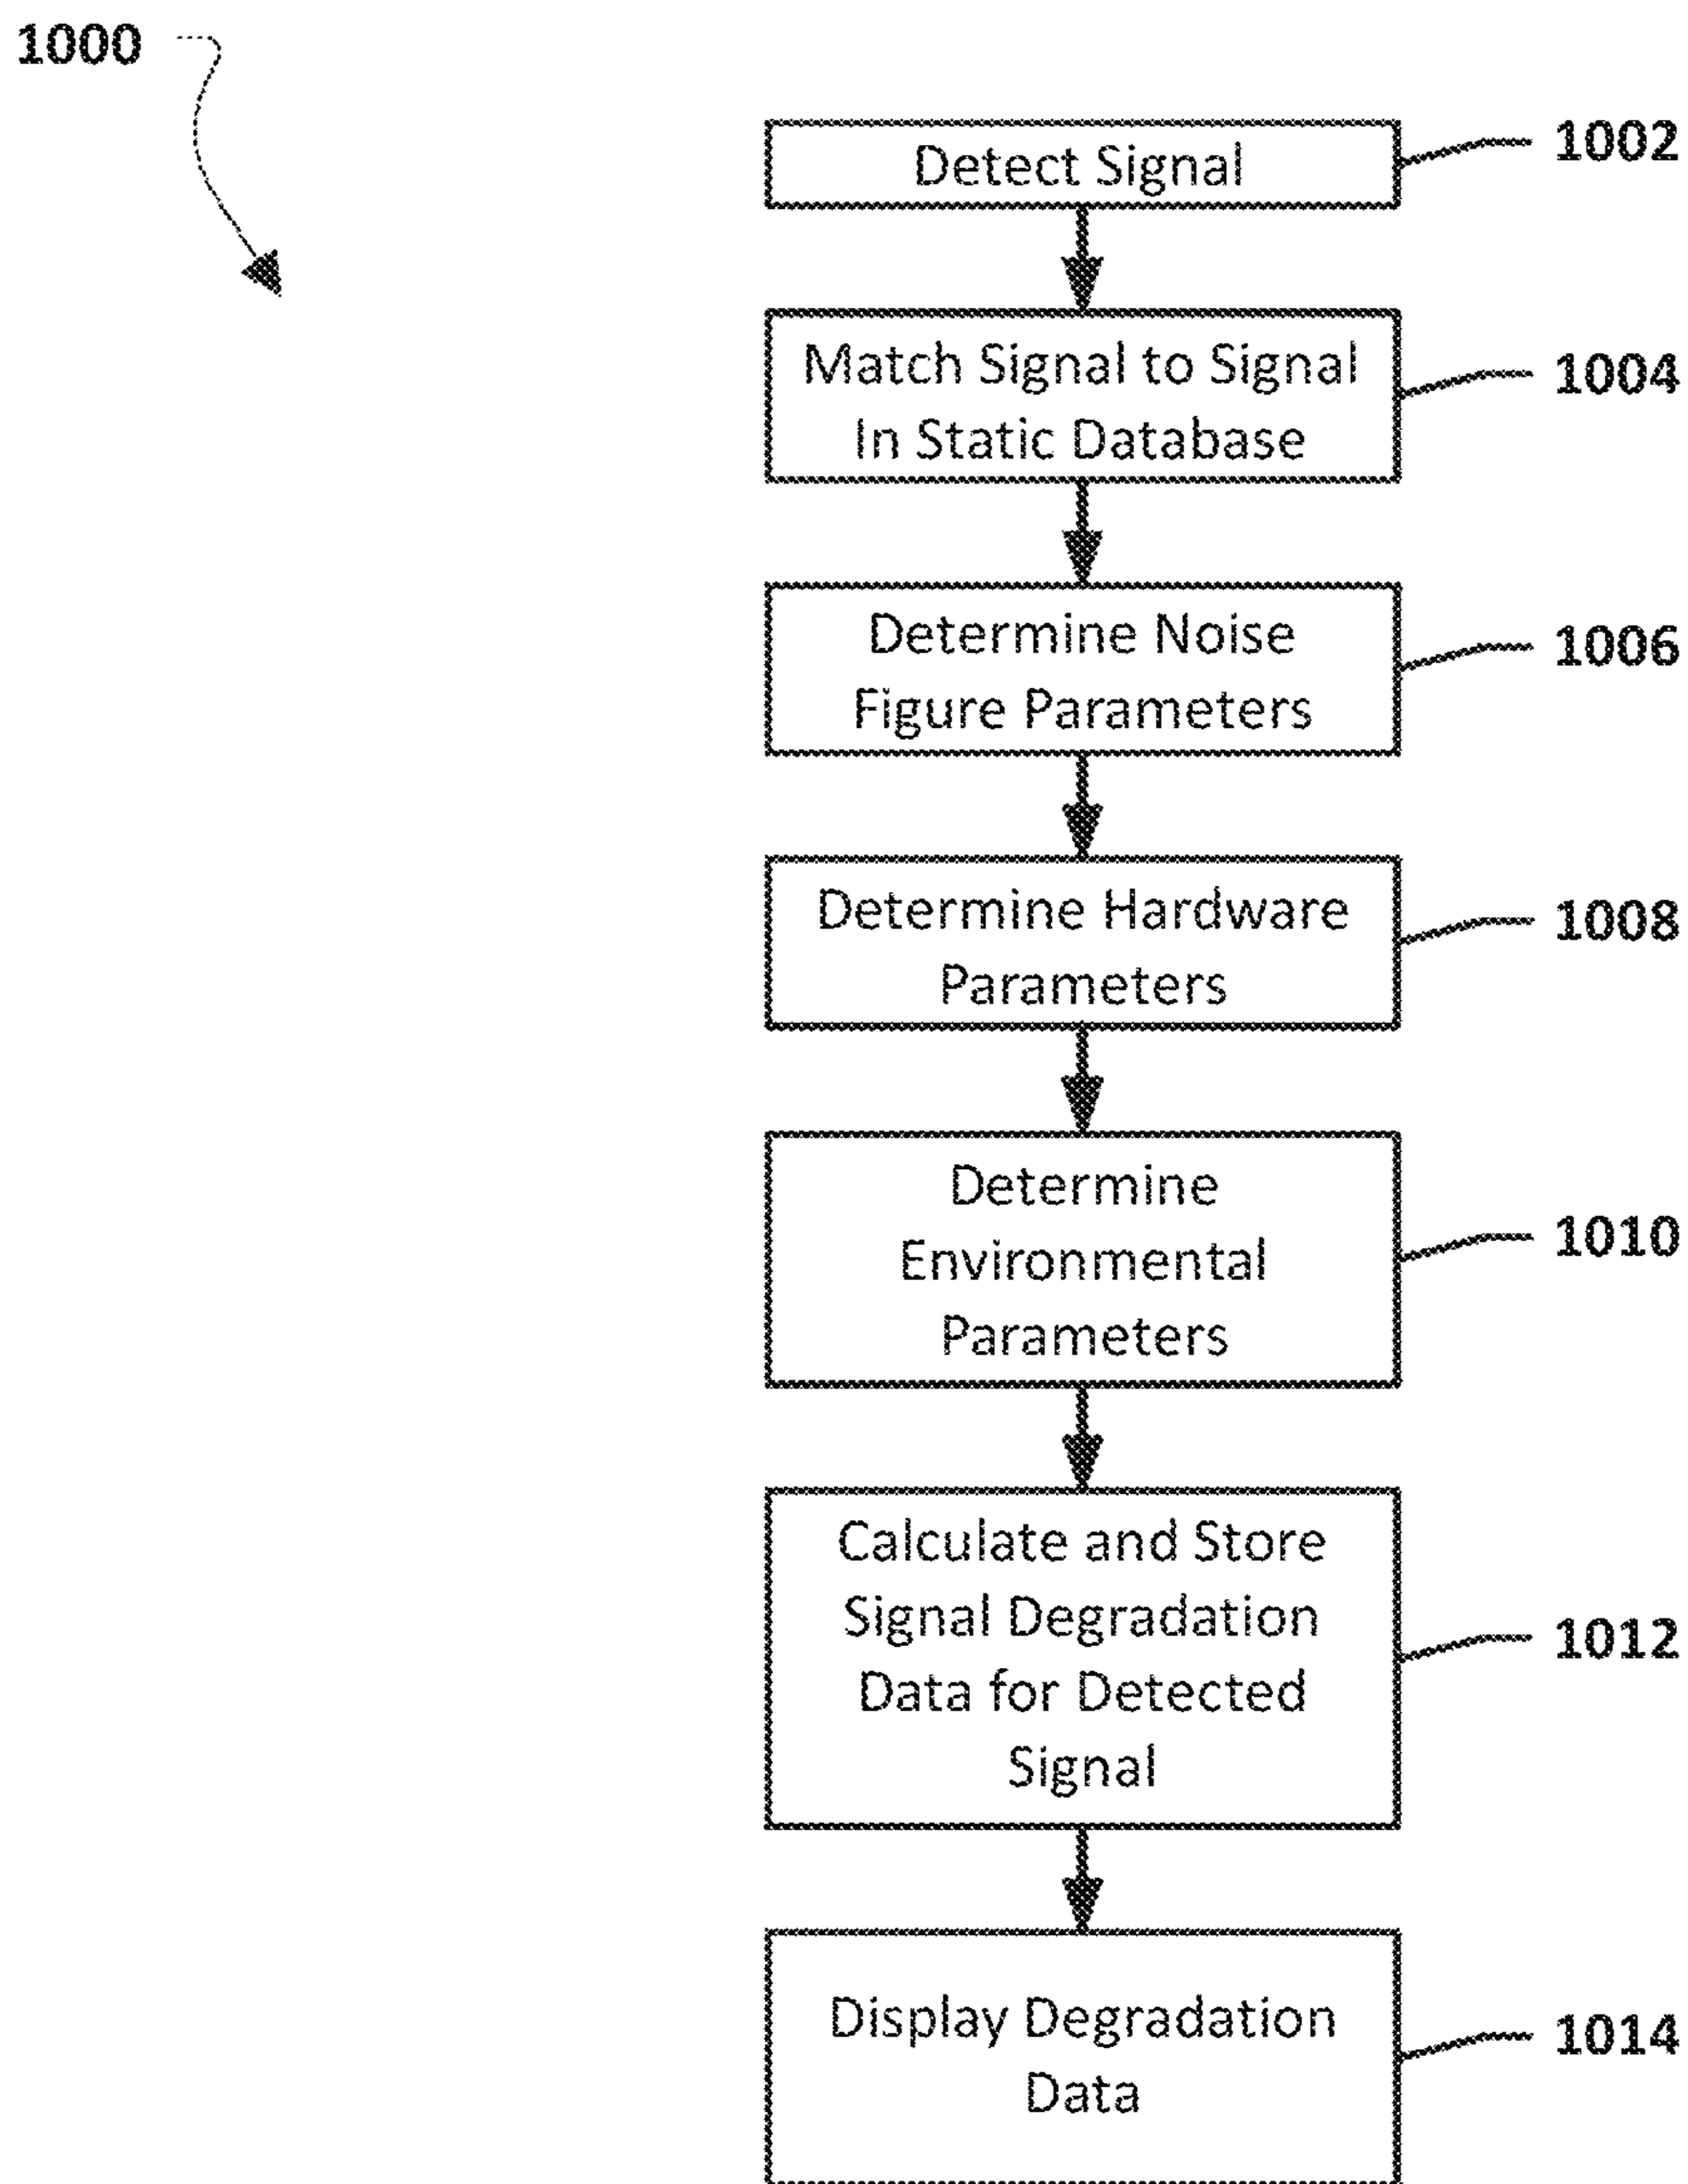 1000
Detect Signal
1002
Match Signal to Signal
In Static Database
1004
Determine Noise
Figure Parameters
1006
Determine Hardware
Parameters
1008
Determine
Environmental
Parameters
1010
Calculate and Store
Signal Degradation
Data for Detected
Signal
1012
Display Degradation
Data
1014